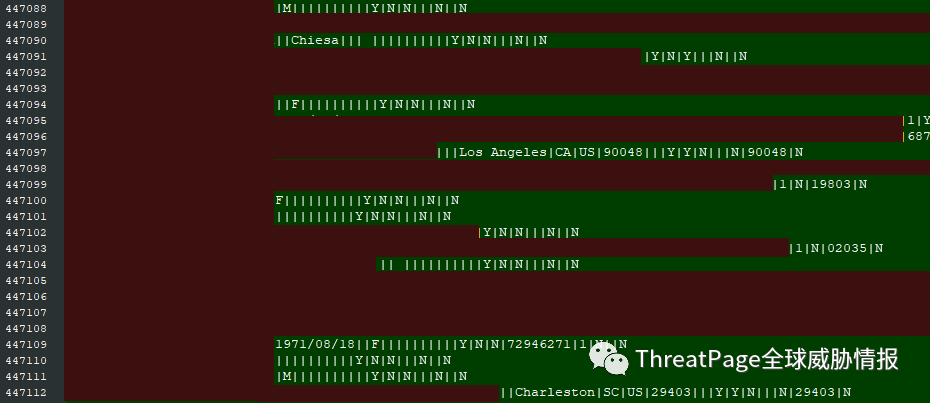 447088 |M||||||||||Y|N|N|||N||N
447089
447090 ||Chiesa||| ||||||||||Y|N|N|||N||N
447091 |Y|N|Y|||N||N
447092
447093
447094 ||F||||||||||Y|N|N|||N||N
447095 |1|Y
447096 |687
447097 |||Los Angeles|CA|US|90048|||Y|Y|N|||N|90048|N
447098
447099 |1|N|19803|N
447100 F||||||||||Y|N|N|||N||N
447101 ||||||||||Y|N|N|||N||N
447102 |Y|N|N|||N||N
447103 |1|N|02035|N
447104 || ||||||||||Y|N|N|||N||N
447105
447106
447107
447108
447109 1971/08/18||F||||||||||Y|N|N|72946271|1|N||N
447110 ||||||||||Y|N|N|||N||N
447111 |M||||||||||Y|N|N|||N||N
447112 ||Charleston|SC|US|29403|||Y|Y|N|||N|29403|N
ThreatPage全球威胁情报